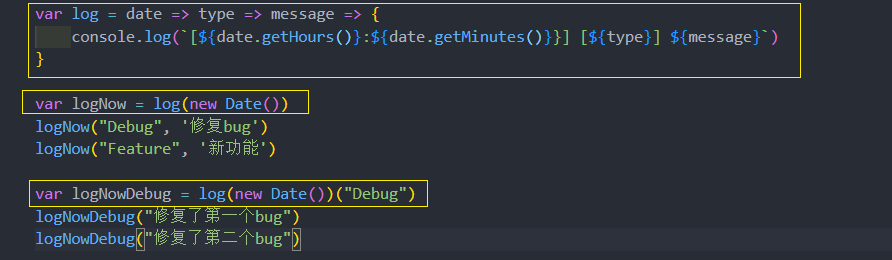 var log = date => type => message => {
    console.log(`[${date.getHours()}:${date.getMinutes()}}] [${type}] ${message}`)
}
var logNow = log(new Date())
logNow("Debug", '修复bug')
logNow("Feature", '新功能')
var logNowDebug = log(new Date())("Debug")
logNowDebug("修复了第一个bug")
logNowDebug("修复了第二个bug")